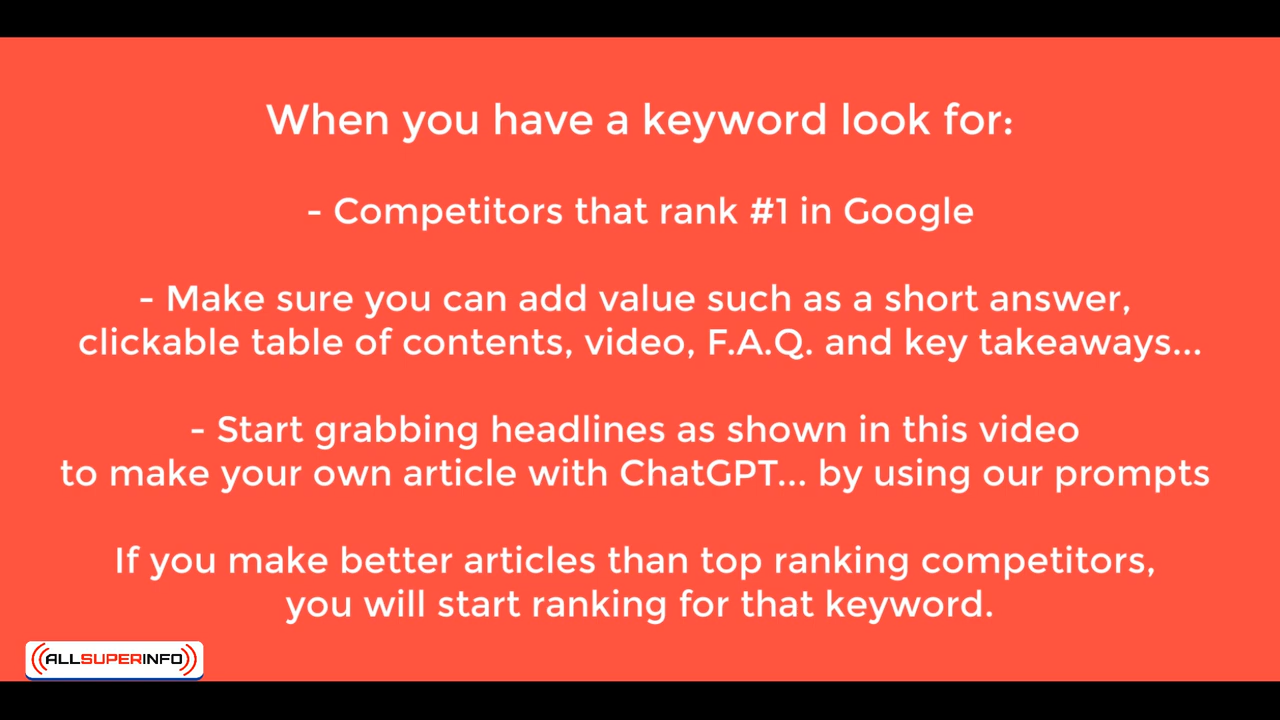 When you have a keyword look for:
- Competitors that rank #1 in Google
- Make sure you can add value such as a short answer,
clickable table of contents, video, F.A.Q. and key takeaways...
- Start grabbing headlines as shown in this video
to make your own article with ChatGPT... by using our prompts
If you make better articles than top ranking competitors,
you will start ranking for that keyword.
ALLSUPERINFO